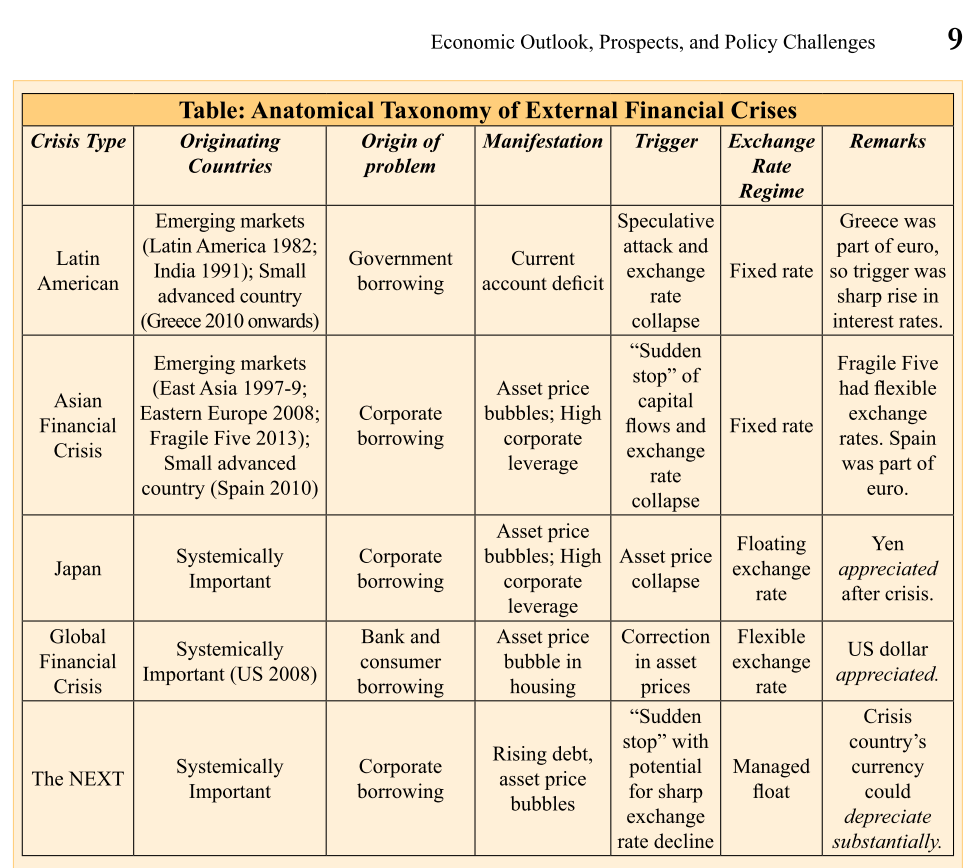 Economic Outlook, Prospects, and Policy Challenges 9
Table: Anatomical Taxonomy of External Financial Crises
Crisis Type
Originating
Countries
Origin of
problem
Manifestation
Trigger
Exchange
Rate
Regime
Remarks
Latin
American
Emerging markets
(Latin America 1982;
India 1991); Small
advanced country
(Greece 2010 onwards)
Government
borrowing
Current
account deficit
Speculative
attack and
exchange
rate
collapse
Fixed rate
Greece was
part of euro,
so trigger was
sharp rise in
interest rates.
Asian
Financial
Crisis
Emerging markets
(East Asia 1997-9;
Eastern Europe 2008;
Fragile Five 2013);
Small advanced
country (Spain 2010)
Corporate
borrowing
Asset price
bubbles; High
corporate
leverage
“Sudden
stop” of
capital
flows and
exchange
rate
collapse
Fixed rate
Fragile Five
had flexible
exchange
rates. Spain
was part of
euro.
Japan
Systemically
Important
Corporate
borrowing
Asset price
bubbles; High
corporate
leverage
Asset price
collapse
Floating
exchange
rate
Yen
appreciated
after crisis.
Global
Financial
Crisis
Systemically
Important (US 2008)
Bank and
consumer
borrowing
Asset price
bubble in
housing
Correction
in asset
prices
Flexible
exchange
rate
US dollar
appreciated.
The NEXT
Systemically
Important
Corporate
borrowing
Rising debt,
asset price
bubbles
“Sudden
stop” with
potential
for sharp
exchange
rate decline
Managed
float
Crisis
country’s
currency
could
depreciate
substantially.